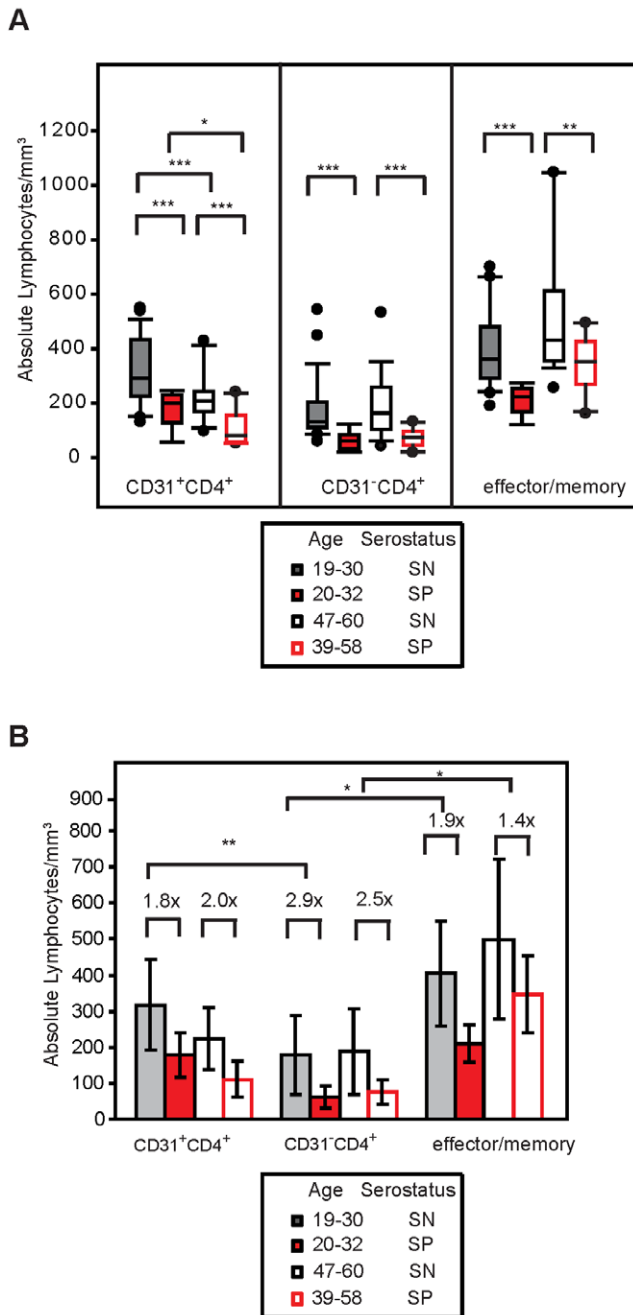 A
Absolute Lymphocytes/mm³
1200
1000
800
600
400
200
0
*
***
*** ***
*** ***
*** **
CD31⁺CD4⁺ CD31⁻CD4⁺ effector/memory
Age Serostatus
19-30 SN
20-32 SP
47-60 SN
39-58 SP
B
Absolute Lymphocytes/mm³
900
800
700
600
500
400
300
200
100
0
* *
**
1.8x 2.0x 2.9x 2.5x 1.9x 1.4x
CD31⁺CD4⁺ CD31⁻CD4⁺ effector/memory
Age Serostatus
19-30 SN
20-32 SP
47-60 SN
39-58 SP